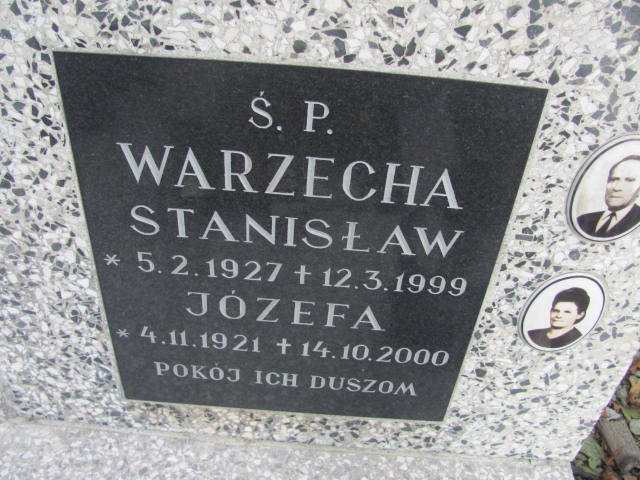 Ś. P.
WARZECHA
STANISŁAW
* 5.2.1927 + 12.3.1999
JÓZEFA
* 4.11.1921 + 14.10.2000
POKÓJ ICH DUSZOM